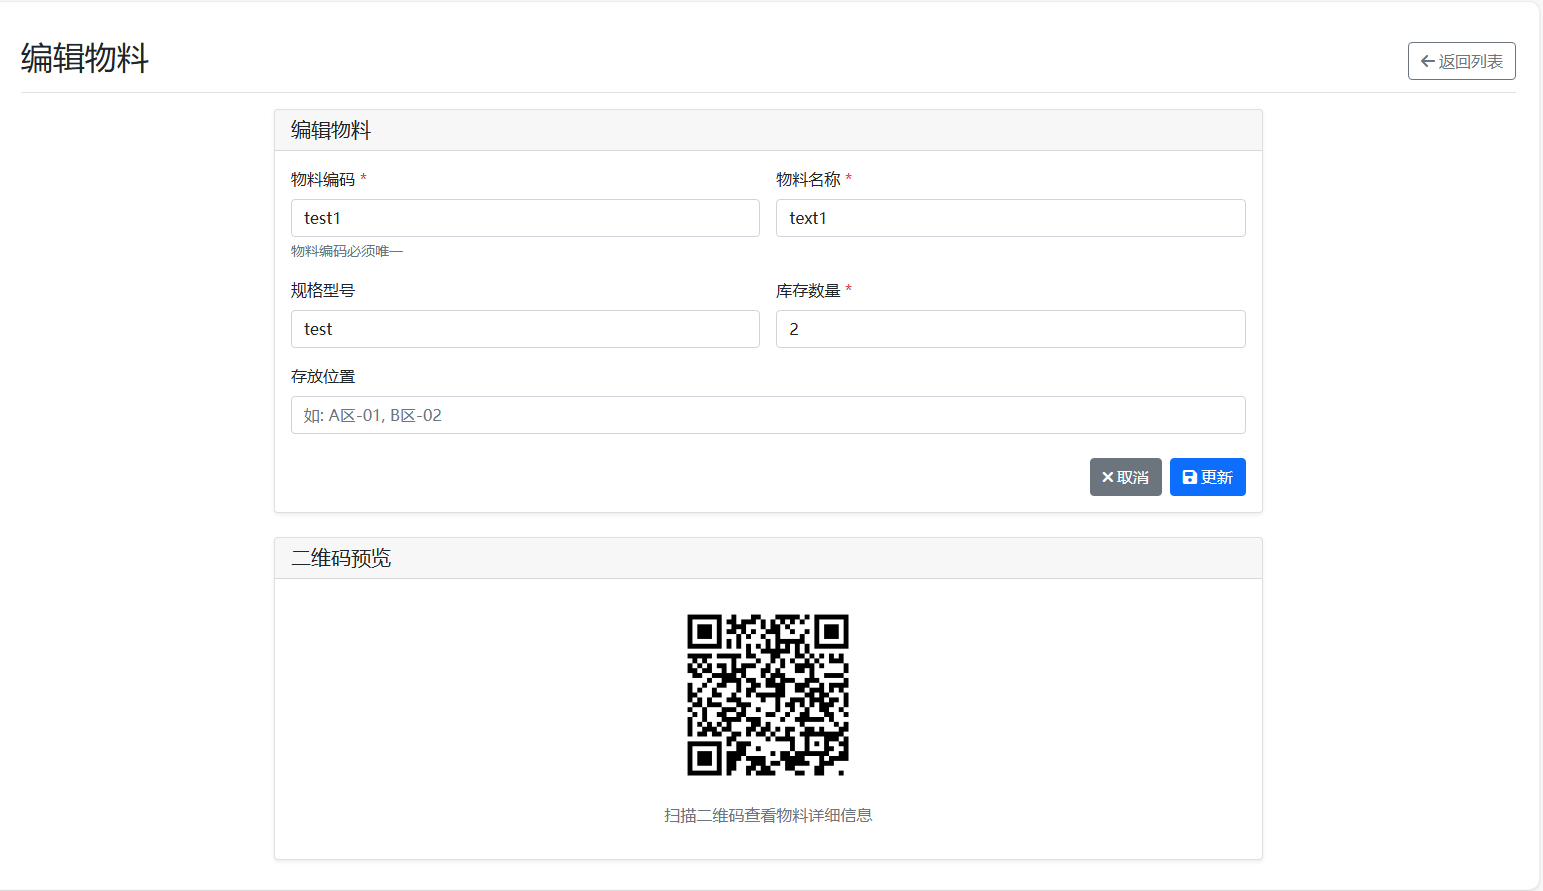 编辑物料
返回列表
编辑物料
物料编码 *
物料名称 *
test1
text1
物料编码必须唯一
规格型号
库存数量 *
test
2
存放位置
如: A区-01, B区-02
取消
更新
二维码预览
扫描二维码查看物料详细信息